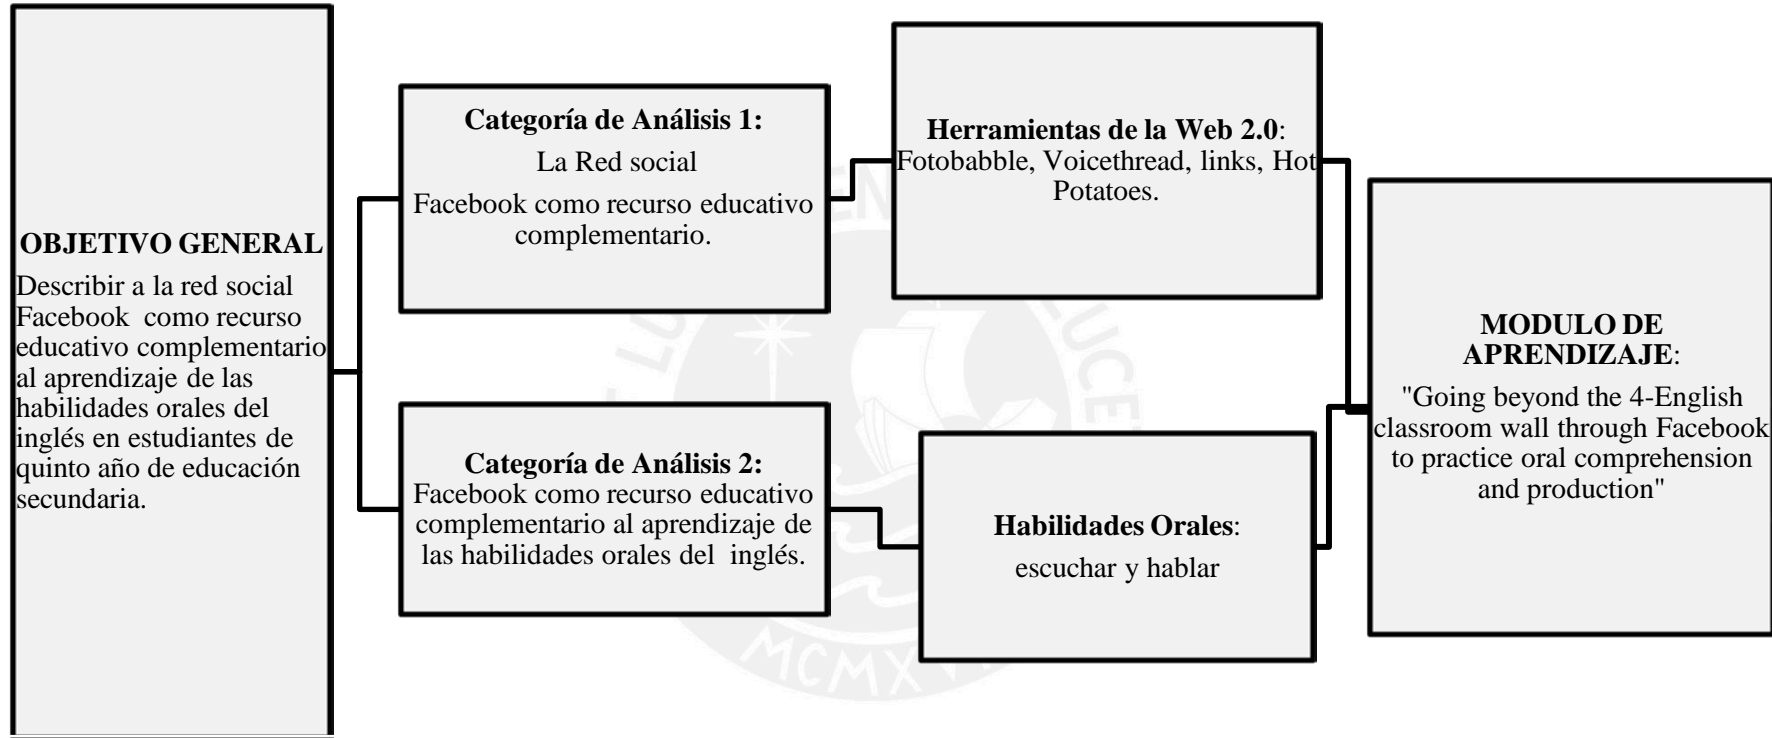 OBJETIVO GENERAL
Describir a la red social
Facebook como recurso
educativo complementario
al aprendizaje de las
habilidades orales del
inglés en estudiantes de
quinto año de educación
secundaria.
Categoría de Análisis 1:
La Red social
Facebook como recurso educativo
complementario.
Categoría de Análisis 2:
Facebook como recurso educativo
complementario al aprendizaje de
las habilidades orales del inglés.
Herramientas de la Web 2.0:
Fotobabble, Voicethread, links, Hot
Potatoes.
Habilidades Orales:
escuchar y hablar
MODULO DE
APRENDIZAJE:
"Going beyond the 4-English
classroom wall through Facebook
to practice oral comprehension
and production"